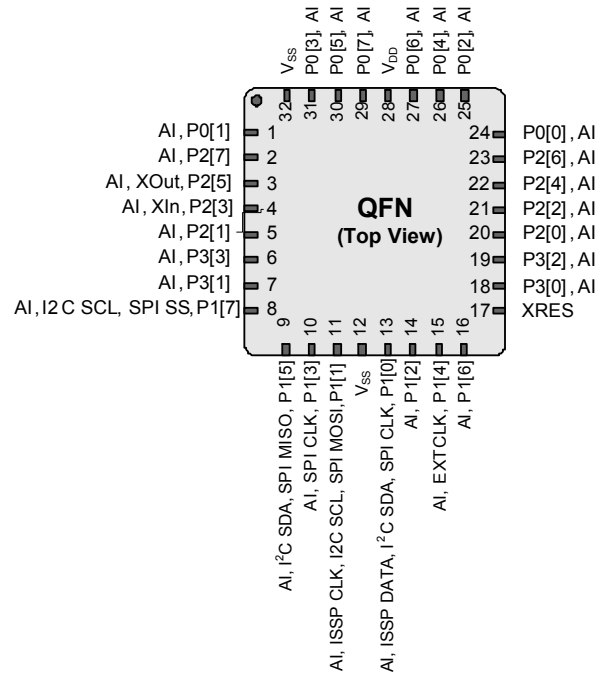 VSS
P0[3], AI
P0[5], AI
P0[7], AI
VDD
P0[6], AI
P0[4], AI
P0[2], AI
32
31
30
29
28
27
26
25
AI, P0[1] 1
AI, P2[7] 2
AI, XOut, P2[5] 3
AI, XIn, P2[3] 4
AI, P2[1] 5
AI, P3[3] 6
AI, P3[1] 7
AI, I2C SCL, SPI SS, P1[7] 8
QFN
(Top View)
24 P0[0], AI
23 P2[6], AI
22 P2[4], AI
21 P2[2], AI
20 P2[0], AI
19 P3[2], AI
18 P3[0], AI
17 XRES
9
10
11
12
13
14
15
16
AI, I²C SDA, SPI MISO, P1[5]
AI, SPI CLK, P1[3]
AI, ISSP CLK, I2C SCL, SPI MOSI, P1[1]
VSS
AI, ISSP DATA, I²C SDA, SPI CLK, P1[0]
AI, P1[2]
AI, EXTCLK, P1[4]
AI, P1[6]